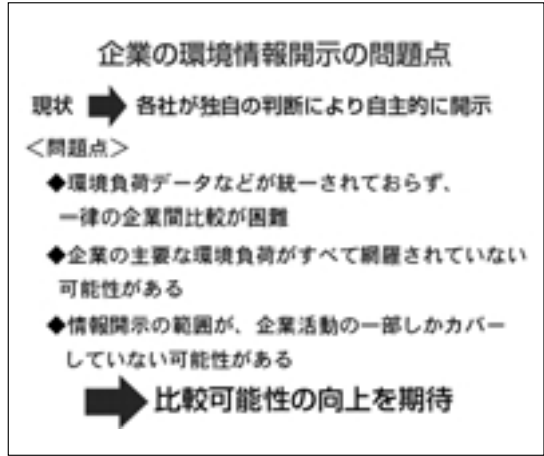 企業の環境情報開示の問題点
現状 ➡ 各社が独自の判断により自主的に開示
＜問題点＞
◆環境負荷データなどが統一されておらず、
一律の企業間比較が困難
◆企業の主要な環境負荷がすべて網羅されていない
可能性がある
◆情報開示の範囲が、企業活動の一部しかカバー
していない可能性がある
➡ 比較可能性の向上を期待